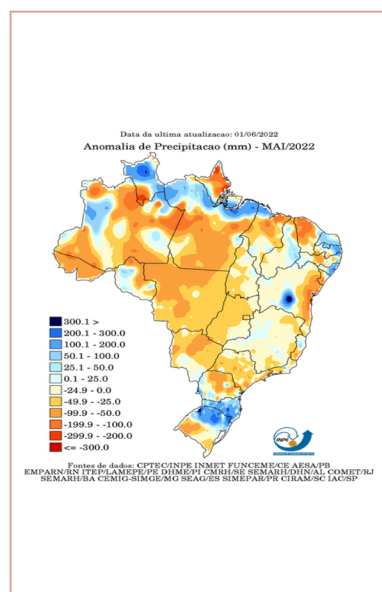 Data da ultima atualizacao: 01/06/2022
Anomalia de Precipitacao (mm) - MAI/2022
300.1 >
200.1 - 300.0
100.1 - 200.0
50.1 - 100.0
25.1 - 50.0
0.1 - 25.0
-24.9 - 0.0
-49.9 - -25.0
-99.9 - -50.0
-199.9 - -100.0
-299.9 - -200.0
<= -300.0
INPE
Fontes de dados: CPTEC/INPE INMET FUNCEME/CE AESA/PB
EMPARN/RN ITEP/LAMEPE/PE DHME/PI CMRH/SE SEMARH/DHN/AL COMET/RJ
SEMARH/BA CEMIG-SIMGE/MG SEAG/ES SIMEPAR/PR CIRAM/SC IAC/SP